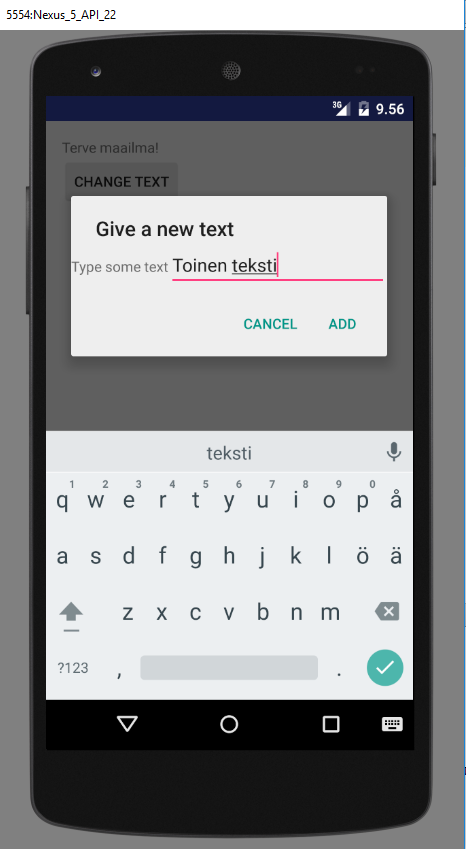 5554:Nexus_5_API_22
3G 9.56
Terve maailma!
CHANGE TEXT
Give a new text
Type some text Toinen teksti
CANCEL ADD
teksti
1 2 3 4 5 6 7 8 9 0
q w e r t y u i o p å
a s d f g h j k l ö ä
z x c v b n m
?123 , .